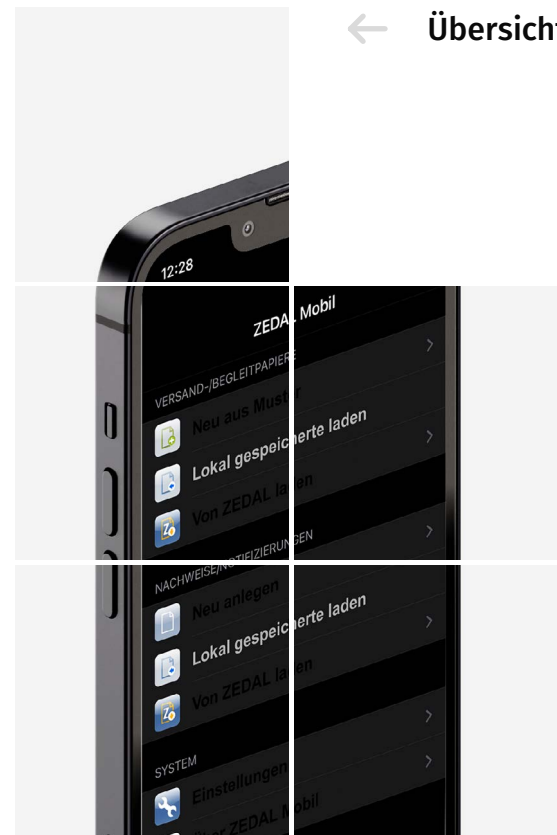 Übersicht
12:28
ZEDAL Mobil
VERSAND-/BEGLEITPAPIERE
Neu aus Muster
Lokal gespeicherte laden
Von ZEDAL laden
NACHWEISE/NOTIFIZIERUNGEN
Neu anlegen
Lokal gespeicherte laden
Von ZEDAL laden
SYSTEM
Einstellungen
Über ZEDAL Mobil